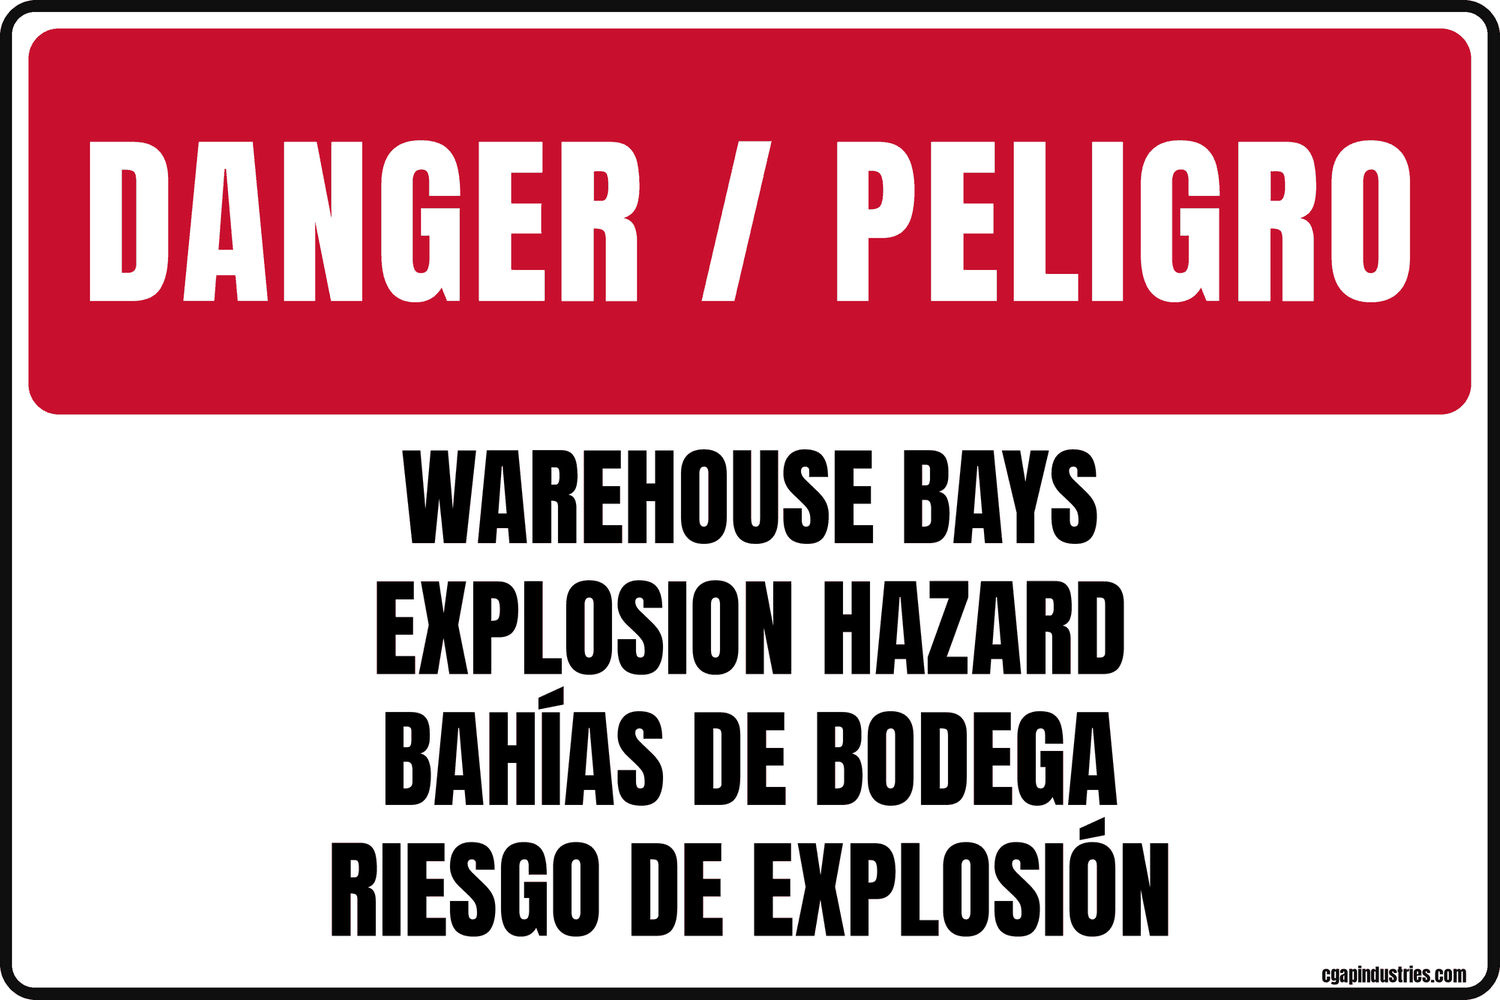 DANGER / PELIGRO
WAREHOUSE BAYS
EXPLOSION HAZARD
BAHÍAS DE BODEGA
RIESGO DE EXPLOSIÓN
cgapindustries.com